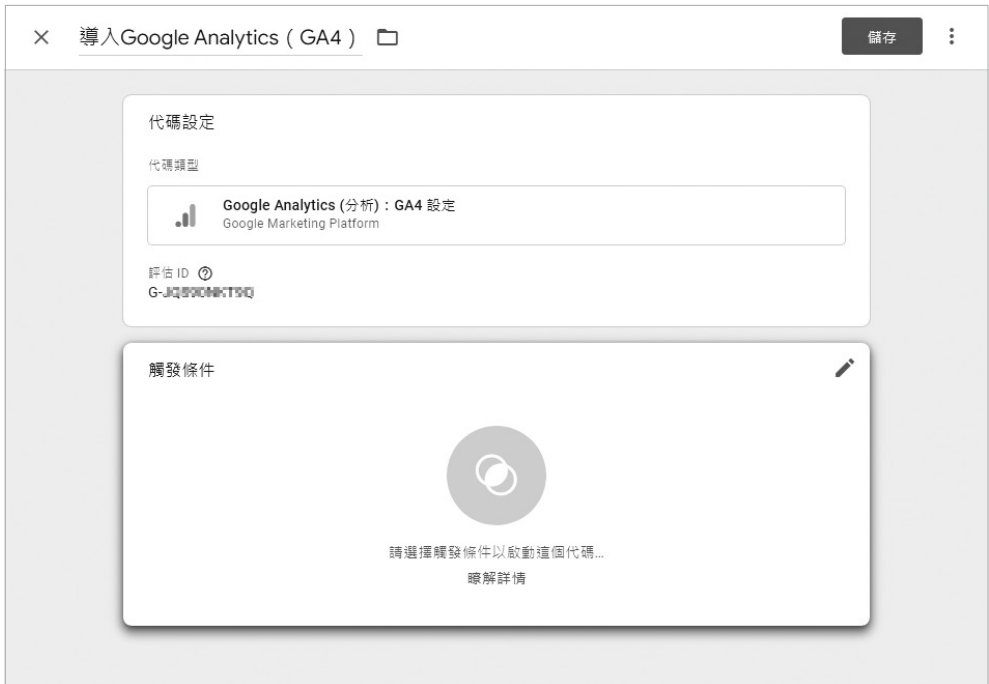 導入Google Analytics（GA4）
儲存
代碼設定
代碼類型
Google Analytics (分析)：GA4 設定
Google Marketing Platform
評估 ID
G-
觸發條件
請選擇觸發條件以啟動這個代碼...
瞭解詳情